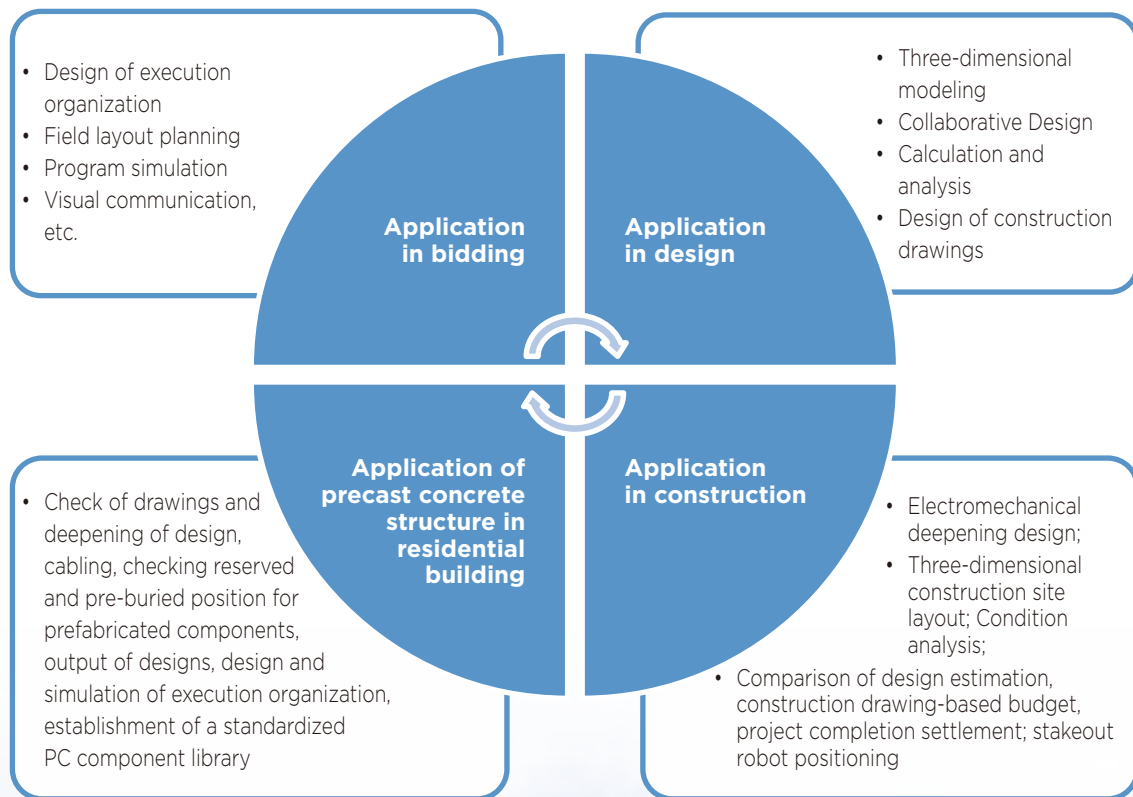 • Design of execution
organization
• Field layout planning
• Program simulation
• Visual communication,
etc.
Application
in bidding
• Three-dimensional
modeling
• Collaborative Design
• Calculation and
analysis
• Design of construction
drawings
Application
in design
• Check of drawings and
deepening of design,
cabling, checking reserved
and pre-buried position for
prefabricated components,
output of designs, design and
simulation of execution organization,
establishment of a standardized
PC component library
Application of
precast concrete
structure in
residential
building
Application
in construction
• Electromechanical
deepening design;
• Three-dimensional
construction site
layout; Condition
analysis;
• Comparison of design estimation,
construction drawing-based budget,
project completion settlement; stakeout
robot positioning